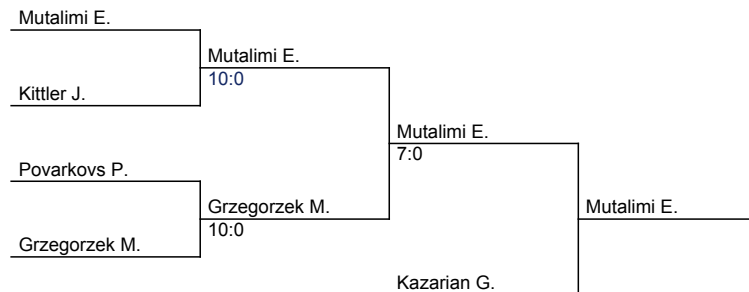 Mutalimi E.
Mutalimi E.
10:0
Kittler J.
Mutalimi E.
7:0
Povarkovs P.
Grzegorzek M.
10:0
Mutalimi E.
Grzegorzek M.
Kazarian G.